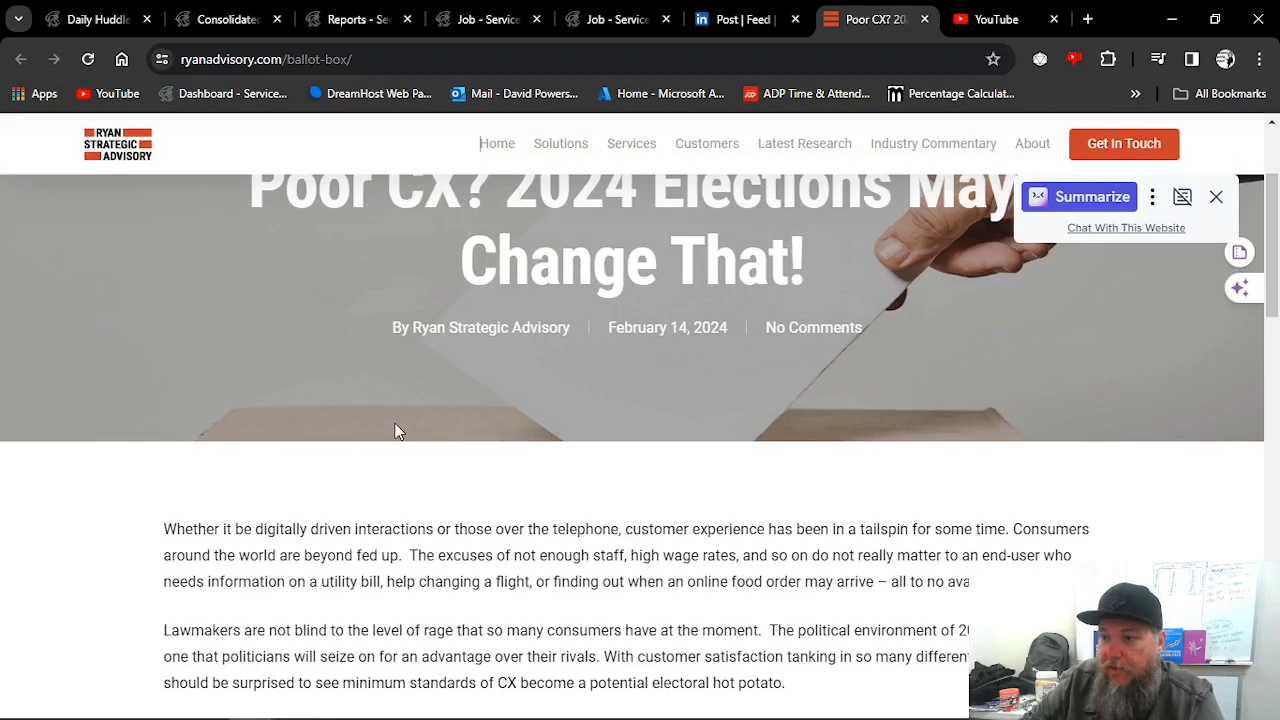 Daily Huddl
Consolidate
Reports - Se
Job - Service
Job - Service
Post | Feed |
Poor CX? 20
YouTube
ryanadvisory.com/ballot-box/
Apps
YouTube
Dashboard - Service...
DreamHost Web Pa...
Mail - David Powers...
Home - Microsoft A...
ADP Time & Attend...
Percentage Calculat...
All Bookmarks
RYAN
STRATEGIC
ADVISORY
Home
Solutions
Services
Customers
Latest Research
Industry Commentary
About
Get In Touch
Poor CX? 2024 Elections May
Change That!
Summarize
Chat With This Website
By Ryan Strategic Advisory
February 14, 2024
No Comments
Whether it be digitally driven interactions or those over the telephone, customer experience has been in a tailspin for some time. Consumers
around the world are beyond fed up. The excuses of not enough staff, high wage rates, and so on do not really matter to an end-user who
needs information on a utility bill, help changing a flight, or finding out when an online food order may arrive – all to no ava
Lawmakers are not blind to the level of rage that so many consumers have at the moment. The political environment of 20
one that politicians will seize on for an advantage over their rivals. With customer satisfaction tanking in so many different
should be surprised to see minimum standards of CX become a potential electoral hot potato.